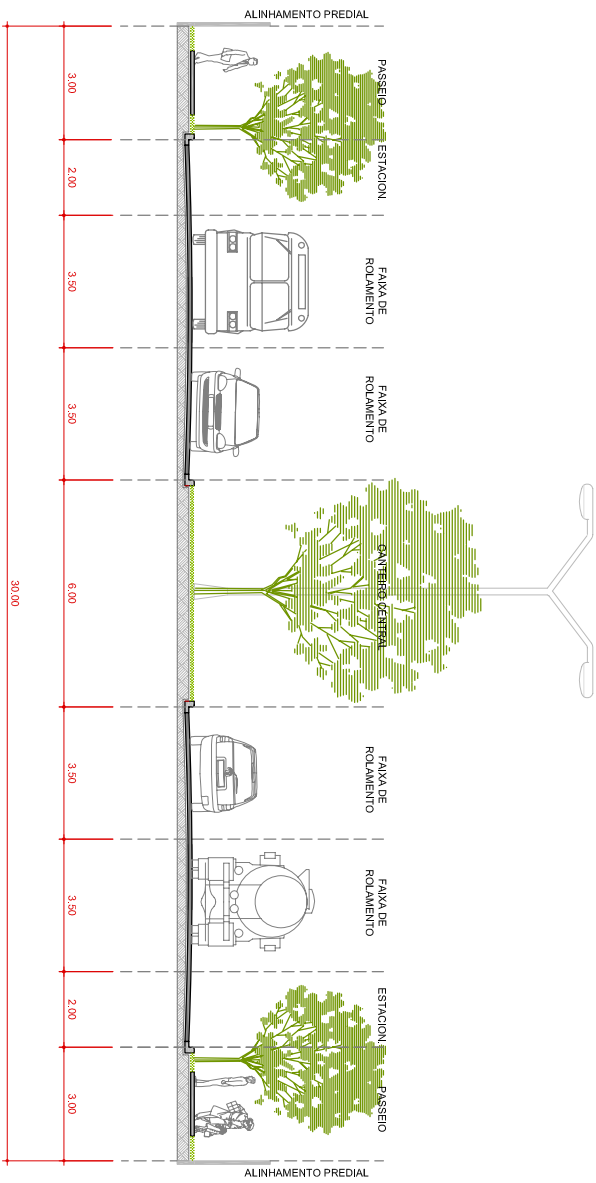 ALINHAMENTO PREDIAL
PASSEIO
3.00
ESTACION.
2.00
FAIXA DE
ROLAMENTO
3.50
FAIXA DE
ROLAMENTO
3.50
CANTEIRO CENTRAL
6.00
30.00
FAIXA DE
ROLAMENTO
3.50
FAIXA DE
ROLAMENTO
3.50
ESTACION.
2.00
PASSEIO
3.00
ALINHAMENTO PREDIAL